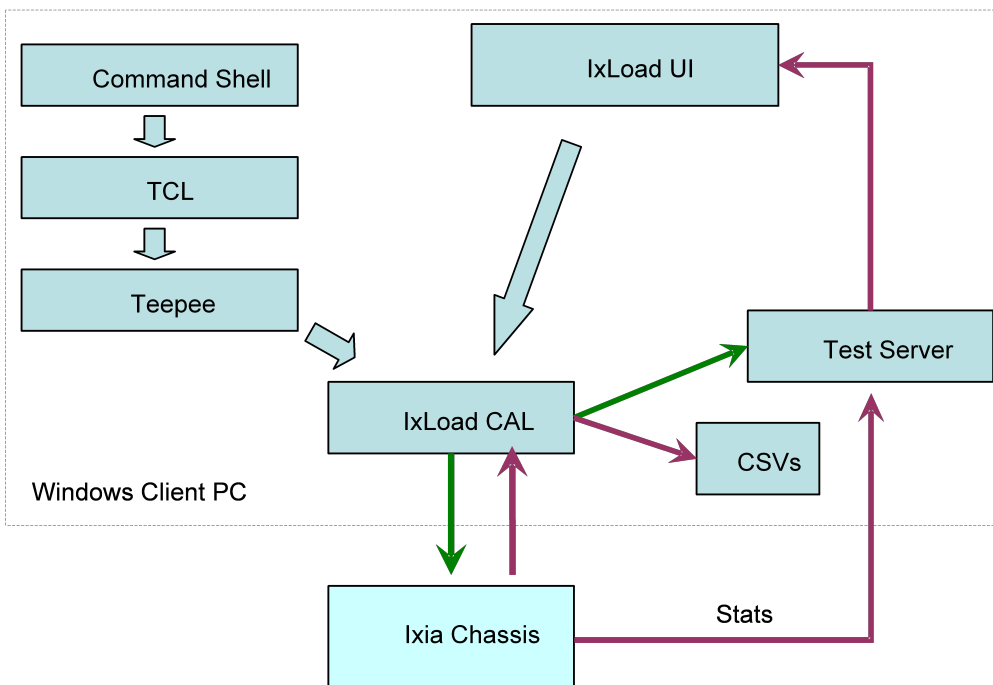 Command Shell
IxLoad UI
TCL
Teepee
Test Server
IxLoad CAL
CSVs
Windows Client PC
Stats
Ixia Chassis